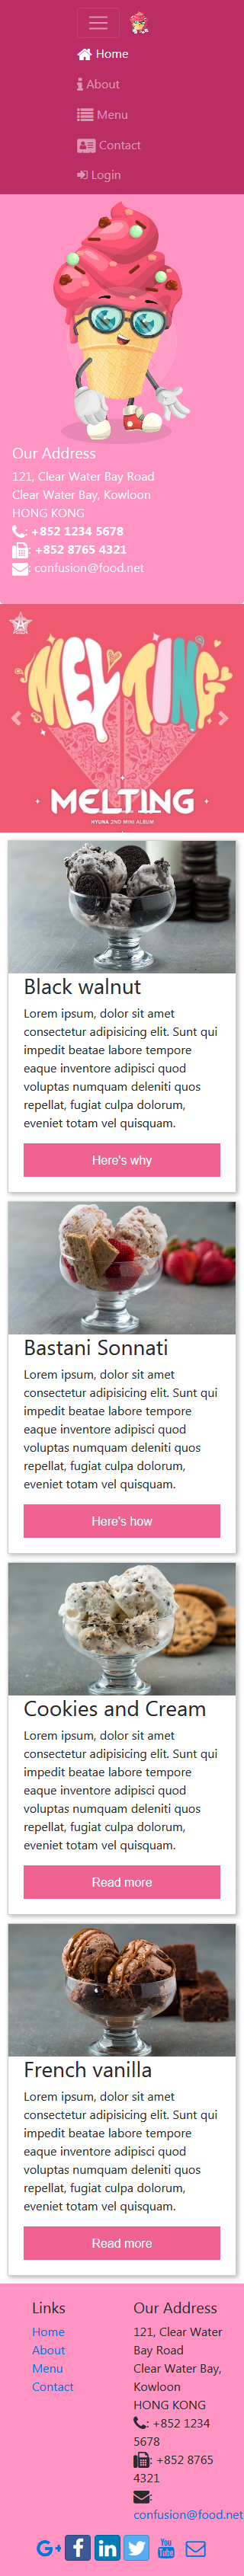 Home
About
Menu
Contact
Login
Our Address
121, Clear Water Bay Road
Clear Water Bay, Kowloon
HONG KONG
: +852 1234 5678
: +852 8765 4321
: confusion@food.net
MELTING
MELTING
HYUNA 2ND MINI ALBUM
Black walnut
Lorem ipsum, dolor sit amet
consectetur adipisicing elit. Sunt qui
impedit beatae labore tempore
eaque inventore adipisci quod
voluptas numquam deleniti quos
repellat, fugiat culpa dolorum,
eveniet totam vel quisquam.
Here's why
Bastani Sonnati
Lorem ipsum, dolor sit amet
consectetur adipisicing elit. Sunt qui
impedit beatae labore tempore
eaque inventore adipisci quod
voluptas numquam deleniti quos
repellat, fugiat culpa dolorum,
eveniet totam vel quisquam.
Here's how
Cookies and Cream
Lorem ipsum, dolor sit amet
consectetur adipisicing elit. Sunt qui
impedit beatae labore tempore
eaque inventore adipisci quod
voluptas numquam deleniti quos
repellat, fugiat culpa dolorum,
eveniet totam vel quisquam.
Read more
French vanilla
Lorem ipsum, dolor sit amet
consectetur adipisicing elit. Sunt qui
impedit beatae labore tempore
eaque inventore adipisci quod
voluptas numquam deleniti quos
repellat, fugiat culpa dolorum,
eveniet totam vel quisquam.
Read more
Links
Home
About
Menu
Contact
Our Address
121, Clear Water
Bay Road
Clear Water Bay,
Kowloon
HONG KONG
: +852 1234
5678
: +852 8765
4321
:
confusion@food.net
G+
f
in
You
Tube